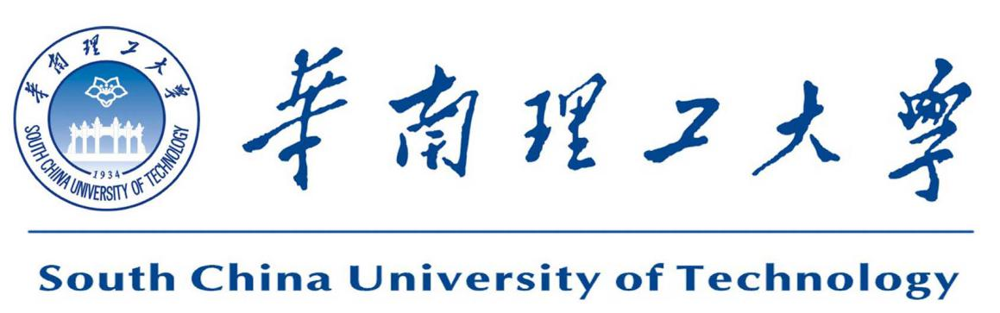 華南理工大學
SOUTH CHINA UNIVERSITY OF TECHNOLOGY
1934
華南理工大學
South China University of Technology